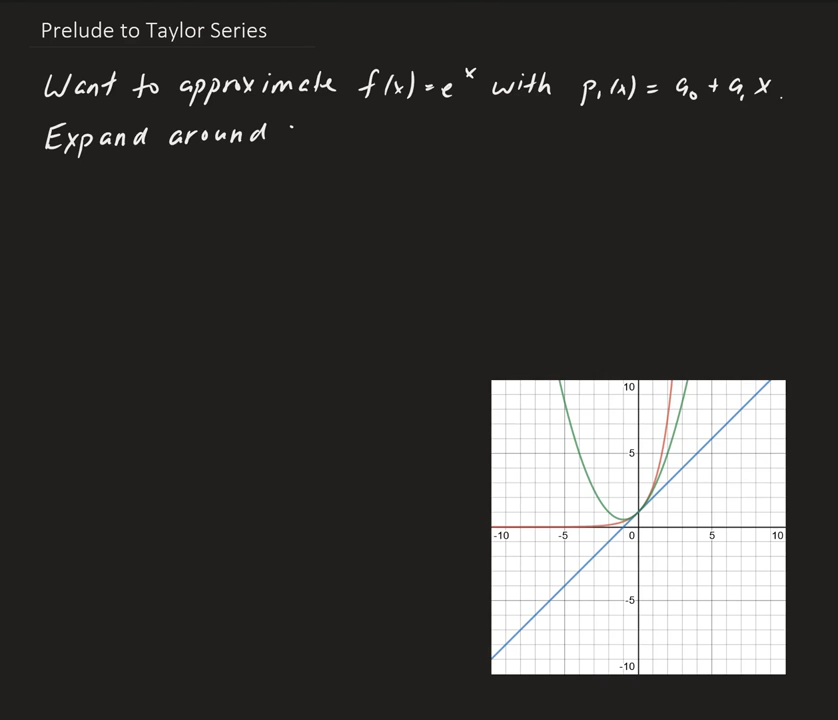 Prelude to Taylor Series
Want to approximate f(x) = e^x with p₁(x) = a₀ + a₁ x.
Expand around
10
5
-10 -5 0 5 10
-5
-10